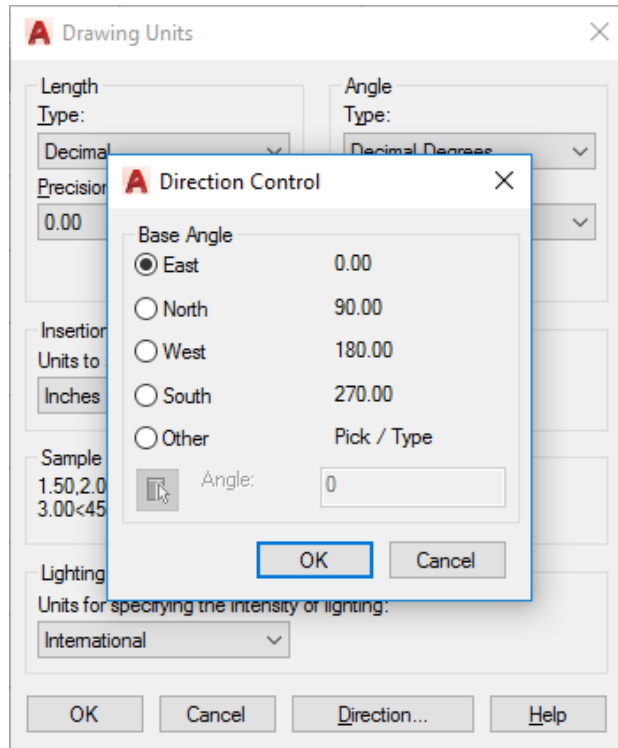 Drawing Units
Length
Type:
Decimal
Precision
0.00
Angle
Type:
Decimal Degrees
Direction Control
Base Angle
East 0.00
North 90.00
West 180.00
South 270.00
Other Pick / Type
Angle: 0
OK Cancel
Insertion
Units to
Inches
Sample
1.50,2.0
3.00<45
Lighting
Units for specifying the intensity of lighting:
International
OK Cancel Direction... Help